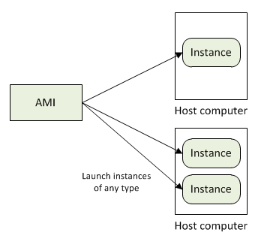 Instance
AMI
Host computer
Instance
Launch instances
of any type
Instance
Host computer